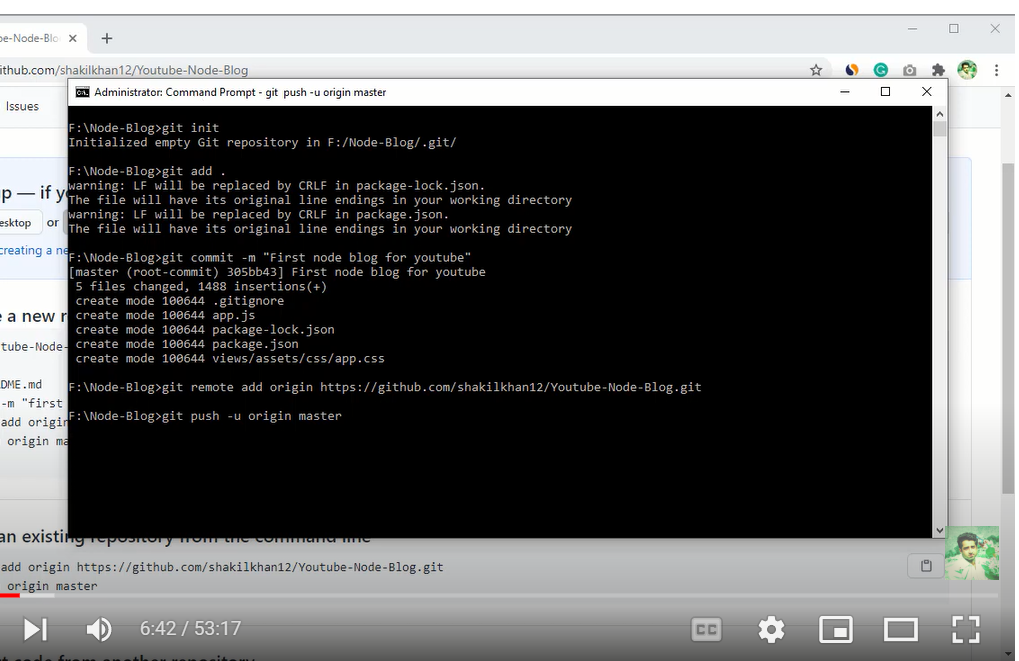 be-Node-Blo
ithub.com/shakilkhan12/Youtube-Node-Blog
Issues
Administrator: Command Prompt - git push -u origin master
F:\Node-Blog>git init
Initialized empty Git repository in F:/Node-Blog/.git/
F:\Node-Blog>git add .
warning: LF will be replaced by CRLF in package-lock.json.
The file will have its original line endings in your working directory
warning: LF will be replaced by CRLF in package.json.
The file will have its original line endings in your working directory
F:\Node-Blog>git commit -m "First node blog for youtube"
[master (root-commit) 305bb43] First node blog for youtube
5 files changed, 1488 insertions(+)
create mode 100644 .gitignore
create mode 100644 app.js
create mode 100644 package-lock.json
create mode 100644 package.json
create mode 100644 views/assets/css/app.css
F:\Node-Blog>git remote add origin https://github.com/shakilkhan12/Youtube-Node-Blog.git
F:\Node-Blog>git push -u origin master
p — if y
esktop or
creating a ne
e a new r
tube-Node-
DME.md
-m "first
add origin
origin ma
an existing repository from the command line
add origin https://github.com/shakilkhan12/Youtube-Node-Blog.git
origin master
6:42 / 53:17
CC
t code from another repository